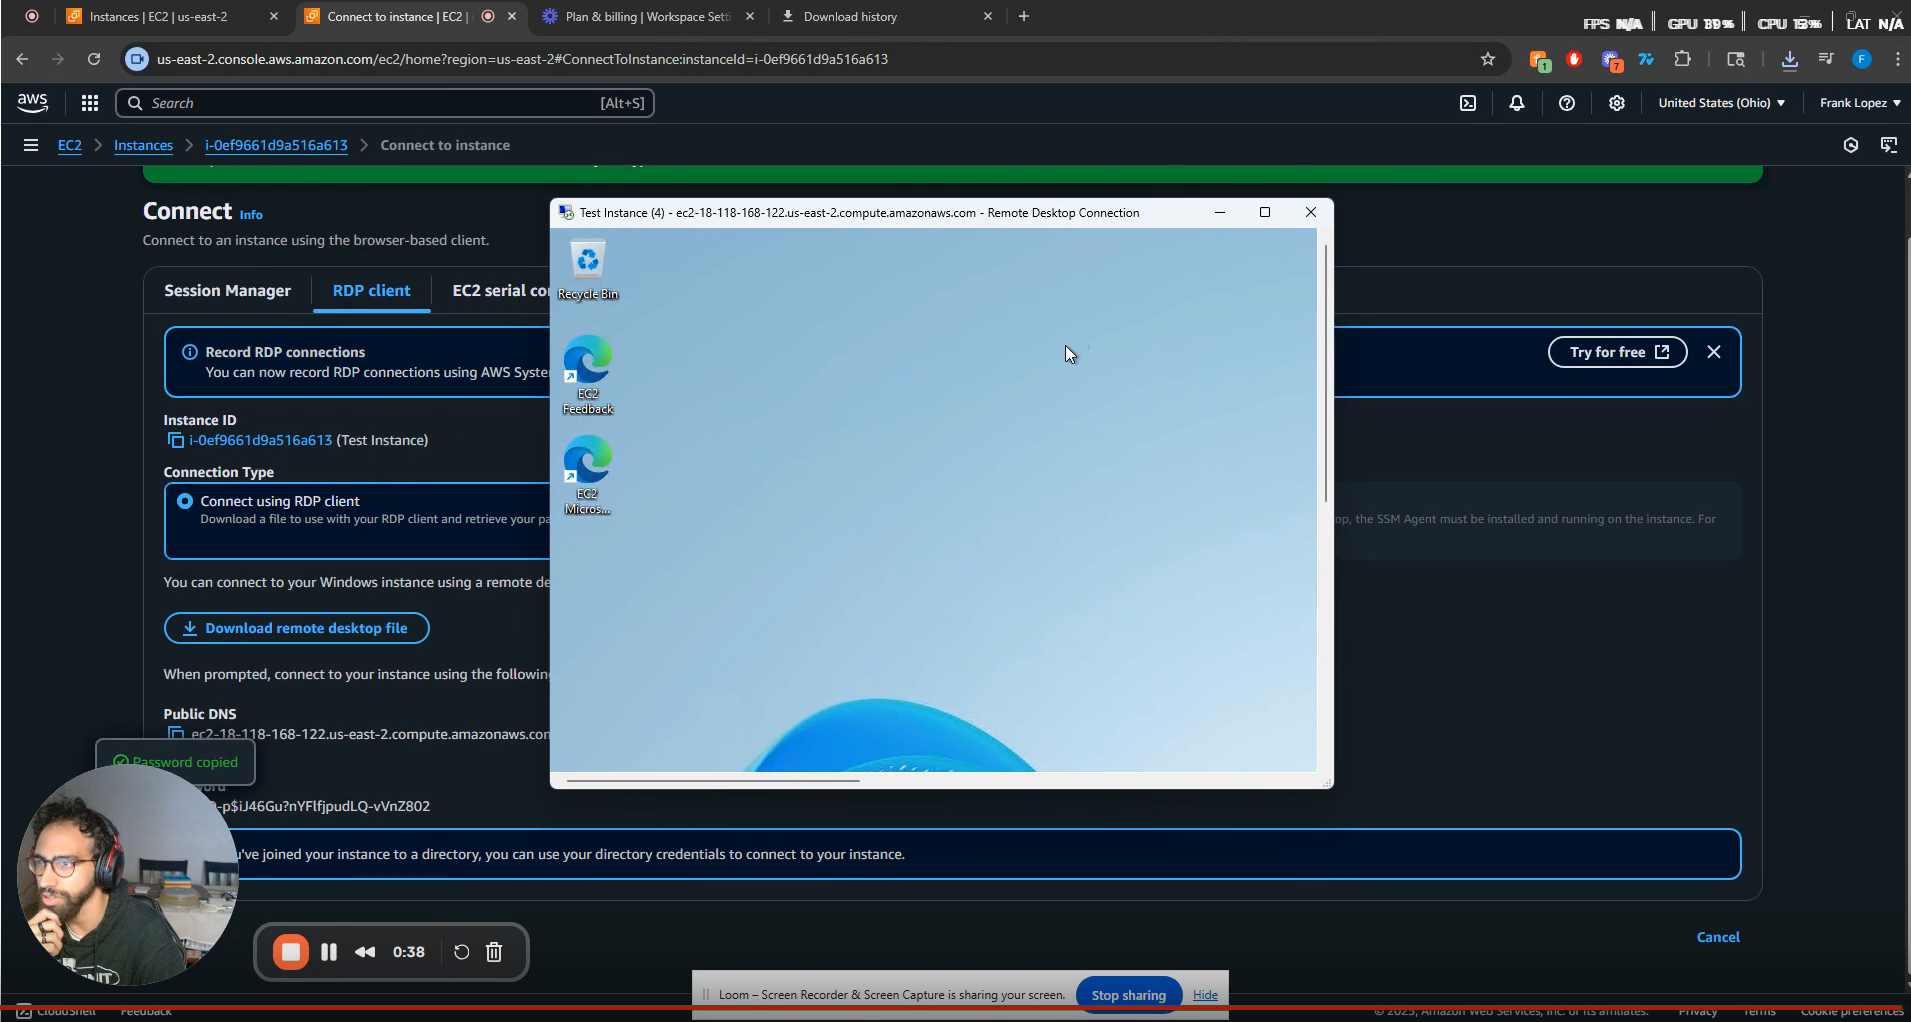 Instances | EC2 | us-east-2
Connect to instance | EC2 |
Plan & billing | Workspace Setti
Download history
FPS N/A
GPU
CPU
LAT N/A
us-east-2.console.aws.amazon.com/ec2/home?region=us-east-2#ConnectToInstance:instanceId=i-0ef9661d9a516a613
1
7
F
aws
Search
[Alt+S]
United States (Ohio)
Frank Lopez
EC2
Instances
i-0ef9661d9a516a613
Connect to instance
Connect Info
Connect to an instance using the browser-based client.
Session Manager
RDP client
EC2 serial con
Record RDP connections
You can now record RDP connections using AWS Syste
Try for free
Instance ID
i-0ef9661d9a516a613 (Test Instance)
Connection Type
Connect using RDP client
Download a file to use with your RDP client and retrieve your pa
op, the SSM Agent must be installed and running on the instance. For
You can connect to your Windows instance using a remote de
Download remote desktop file
When prompted, connect to your instance using the followin
Public DNS
ec2-18-118-168-122.us-east-2.compute.amazonaws.con
Password copied
-p$iJ46Gu?nYFlfjpudLQ-vVnZ802
u've joined your instance to a directory, you can use your directory credentials to connect to your instance.
Cancel
Test Instance (4) - ec2-18-118-168-122.us-east-2.compute.amazonaws.com - Remote Desktop Connection
Recycle Bin
EC2
Feedback
EC2
Micros...
0:38
Loom – Screen Recorder & Screen Capture is sharing your screen.
Stop sharing
Hide
CloudShell
Feedback
© 2025, Amazon Web Services, Inc. or its affiliates.
Privacy
Terms
Cookie preferences